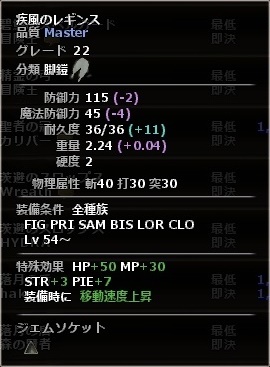 疾風のレギンス
品質 Master
グレード 22
分類 脚鎧
防御力 115 (-2)
魔法防御力 45 (-4)
耐久度 36/36 (+11)
重量 2.24 (+0.04)
硬度 2
物理属性 斬40 打30 突30
装備条件 全種族
FIG PRI SAM BIS LOR CLO
Lv 54～
特殊効果 HP+50 MP+30
STR+3 PIE+7
装備時に 移動速度上昇
ジェムソケット